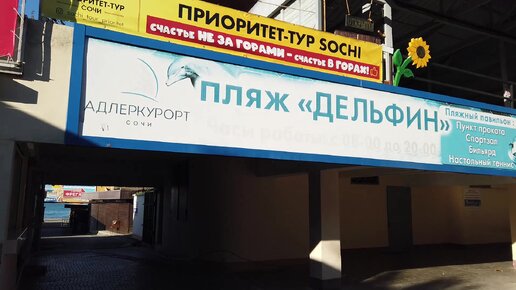 ПРИОРИТЕТ-ТУР SOCHI
СЧАСТЬЕ НЕ ЗА ГОРАМИ - СЧАСТЬЕ В ГОРАХ!
АДЛЕРКУРОРТ
СОЧИ
ПЛЯЖ «ДЕЛЬФИН»
Часы работы с 08-00 до 20-00
Пляжный павильон:
Пункт проката
Спортзал
Бильярд
Настольный теннис